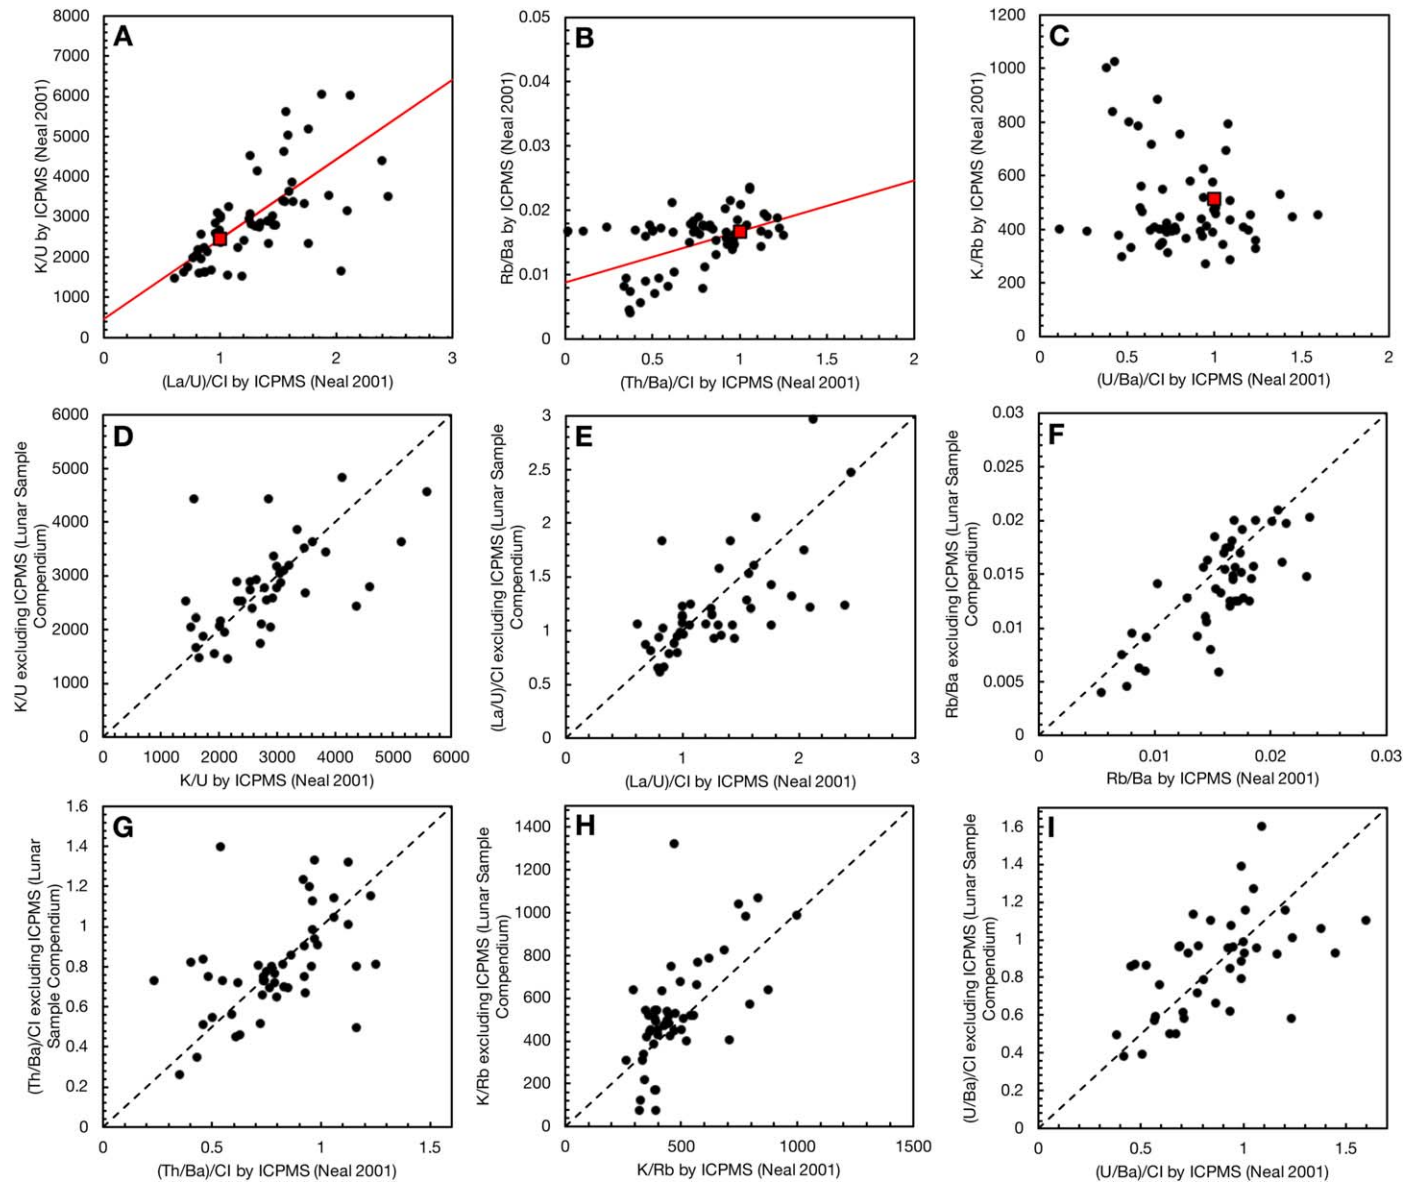 A
8000
7000
6000
5000
4000
3000
2000
1000
0
K/U by ICPMS (Neal 2001)
0 1 2 3
(La/U)/CI by ICPMS (Neal 2001)
B
0.05
0.04
0.03
0.02
0.01
0
Rb/Ba by ICPMS (Neal 2001)
0 0.5 1 1.5 2
(Th/Ba)/CI by ICPMS (Neal 2001)
C
1200
1000
800
600
400
200
0
K./Rb by ICPMS (Neal 2001)
0 0.5 1 1.5 2
(U/Ba)/CI by ICPMS (Neal 2001)
D
6000
5000
4000
3000
2000
1000
0
K/U excluding ICPMS (Lunar Sample
Compendium)
0 1000 2000 3000 4000 5000 6000
K/U by ICPMS (Neal 2001)
E
3
2.5
2
1.5
1
0.5
0
(La/U)/CI excluding ICPMS (Lunar Sample
Compendium)
0 1 2 3
(La/U)/CI by ICPMS (Neal 2001)
F
0.03
0.025
0.02
0.015
0.01
0.005
0
Rb/Ba excluding ICPMS (Lunar Sample
Compendium)
0 0.01 0.02 0.03
Rb/Ba by ICPMS (Neal 2001)
G
1.6
1.4
1.2
1
0.8
0.6
0.4
0.2
0
(Th/Ba)/CI excluding ICPMS (Lunar
Sample Compendium)
0 0.5 1 1.5
(Th/Ba)/CI by ICPMS (Neal 2001)
H
1400
1200
1000
800
600
400
200
0
K/Rb excluding ICPMS (Lunar Sample
Compendium)
0 500 1000 1500
K/Rb by ICPMS (Neal 2001)
I
1.6
1.4
1.2
1
0.8
0.6
0.4
0.2
0
(U/Ba)/CI excluding ICPMS (Lunar Sample
Compendium)
0 0.5 1 1.5
(U/Ba)/CI by ICPMS (Neal 2001)